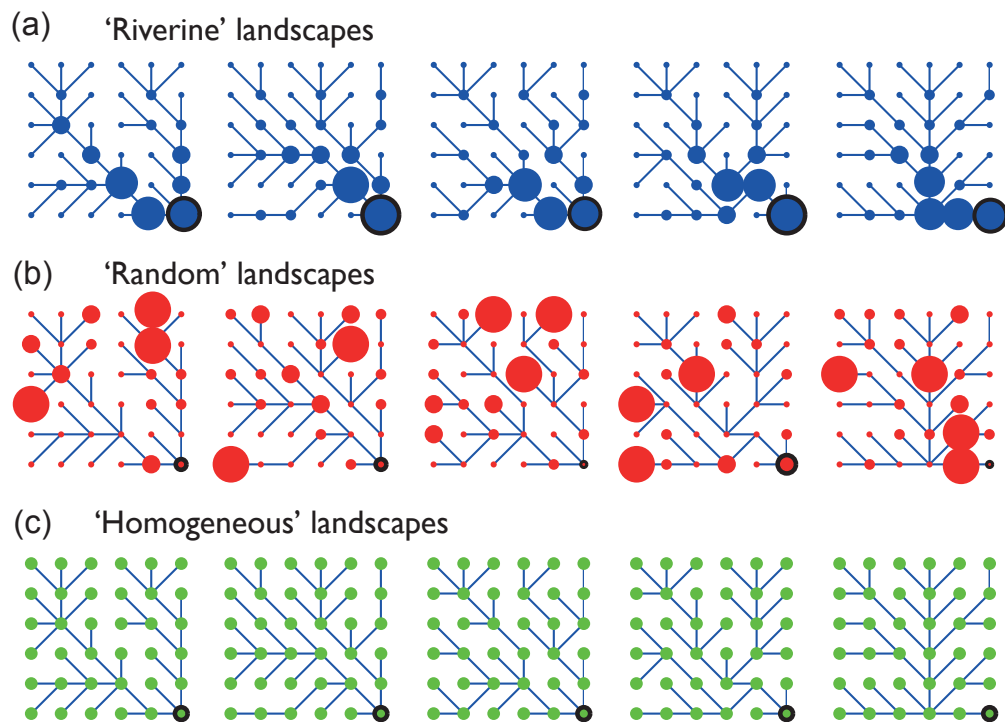 (a) ‘Riverine’ landscapes
(b) ‘Random’ landscapes
(c) ‘Homogeneous’ landscapes